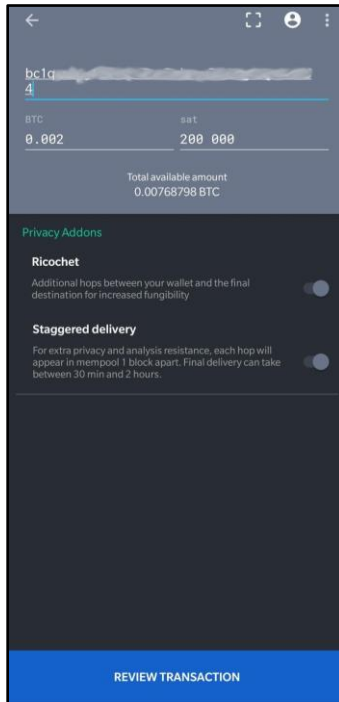 bc1q
4
BTC
sat
0.002
200 000
Total available amount
0.00768798 BTC
Privacy Addons
Ricochet
Additional hops between your wallet and the final
destination for increased fungibility
Staggered delivery
For extra privacy and analysis resistance, each hop will
appear in mempool 1 block apart. Final delivery can take
between 30 min and 2 hours.
REVIEW TRANSACTION